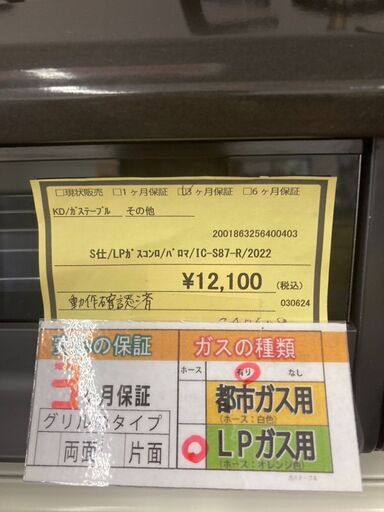 □現状販売 □1ヶ月保証 □3ヶ月保証 □6ヶ月保証
KD/ｶﾞｽﾃｰﾌﾞﾙ その他
2001863256400403
S仕/LPｶﾞｽｺﾝﾛ/ﾊﾟﾛﾏ/IC-S87-R/2022
¥12,100 (税込)
動作確認済 030624
の保証
ヶ月保証
グリル タイプ
両面 片面
ガスの種類
ホース 有り なし
都市ガス用
(ホース：白色)
LPガス用
(ホース：オレンジ色)